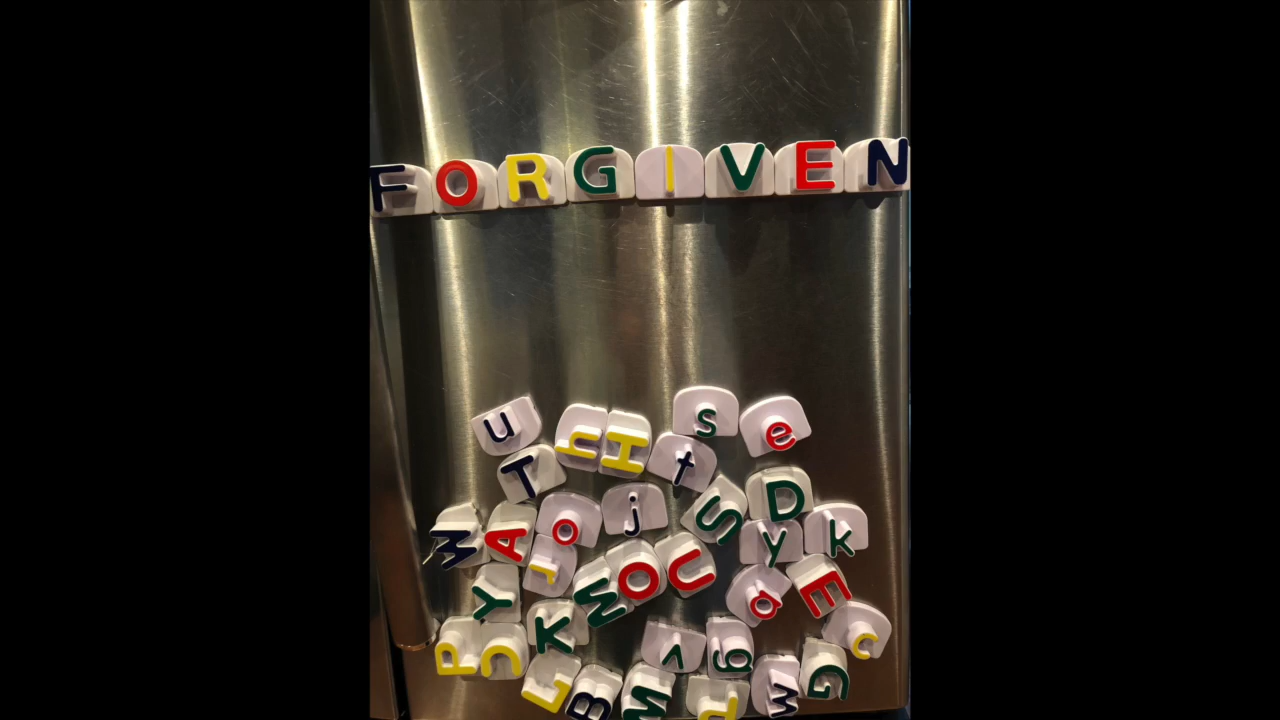 FORGIVEN
u h H s e
T t
j S D
M A o y k
r W O U a E
Y K c
P C v g
L B M d w G